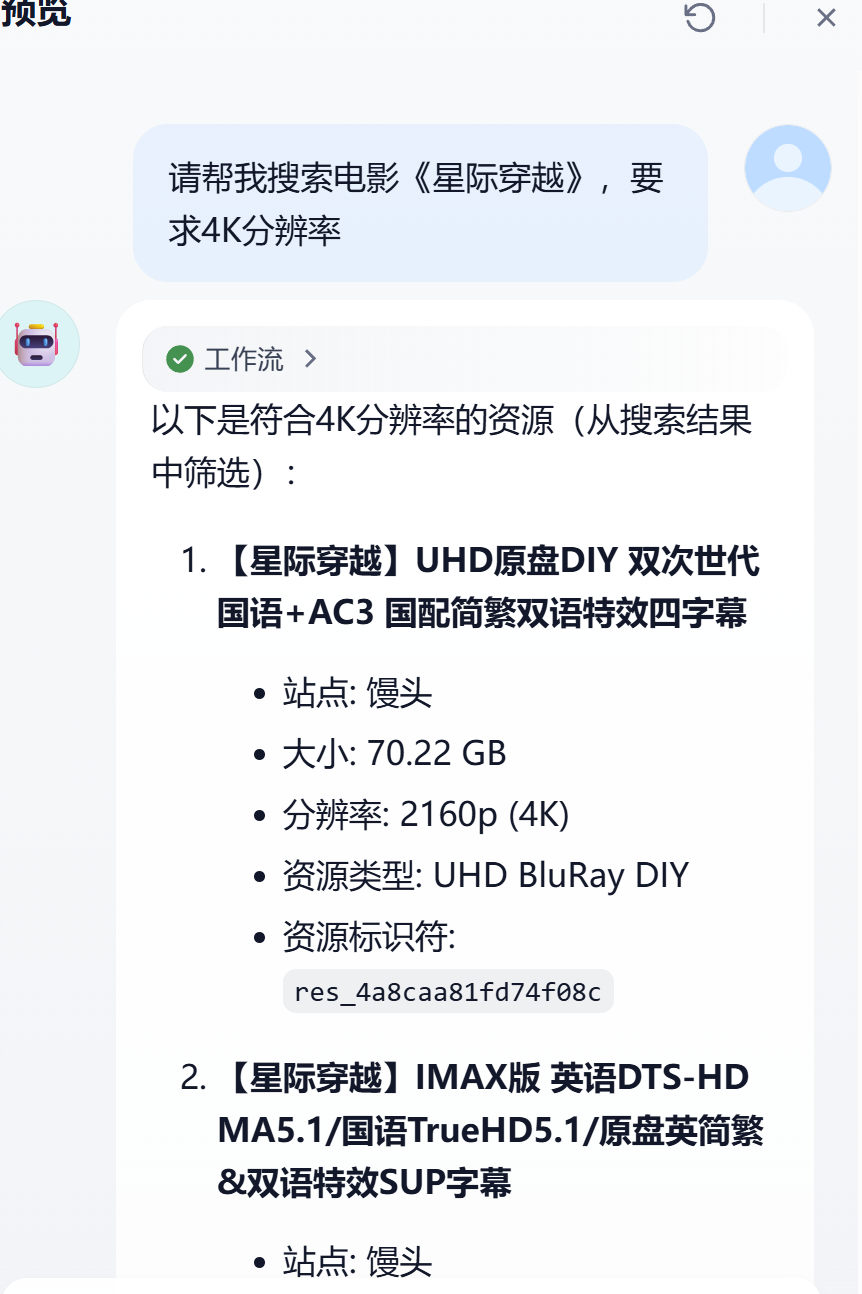 预览
请帮我搜索电影《星际穿越》，要
求4K分辨率
工作流
以下是符合4K分辨率的资源（从搜索结果
中筛选）：
1. 【星际穿越】UHD原盘DIY 双次世代
国语+AC3 国配简繁双语特效四字幕
• 站点: 馒头
• 大小: 70.22 GB
• 分辨率: 2160p (4K)
• 资源类型: UHD BluRay DIY
• 资源标识符:
res_4a8caa81fd74f08c
2. 【星际穿越】IMAX版 英语DTS-HD
MA5.1/国语TrueHD5.1/原盘英简繁
&双语特效SUP字幕
• 站点: 馒头